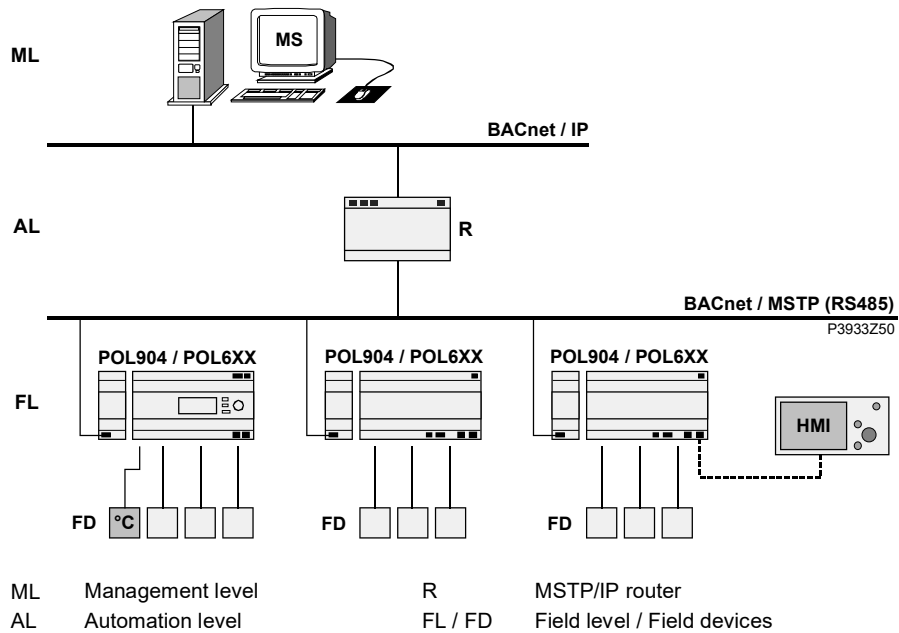 ML
MS
BACnet / IP
AL
R
BACnet / MSTP (RS485)
P3933Z50
POL904 / POL6XX POL904 / POL6XX POL904 / POL6XX
FL
HMI
FD °C FD FD
ML Management level R MSTP/IP router
AL Automation level FL / FD Field level / Field devices